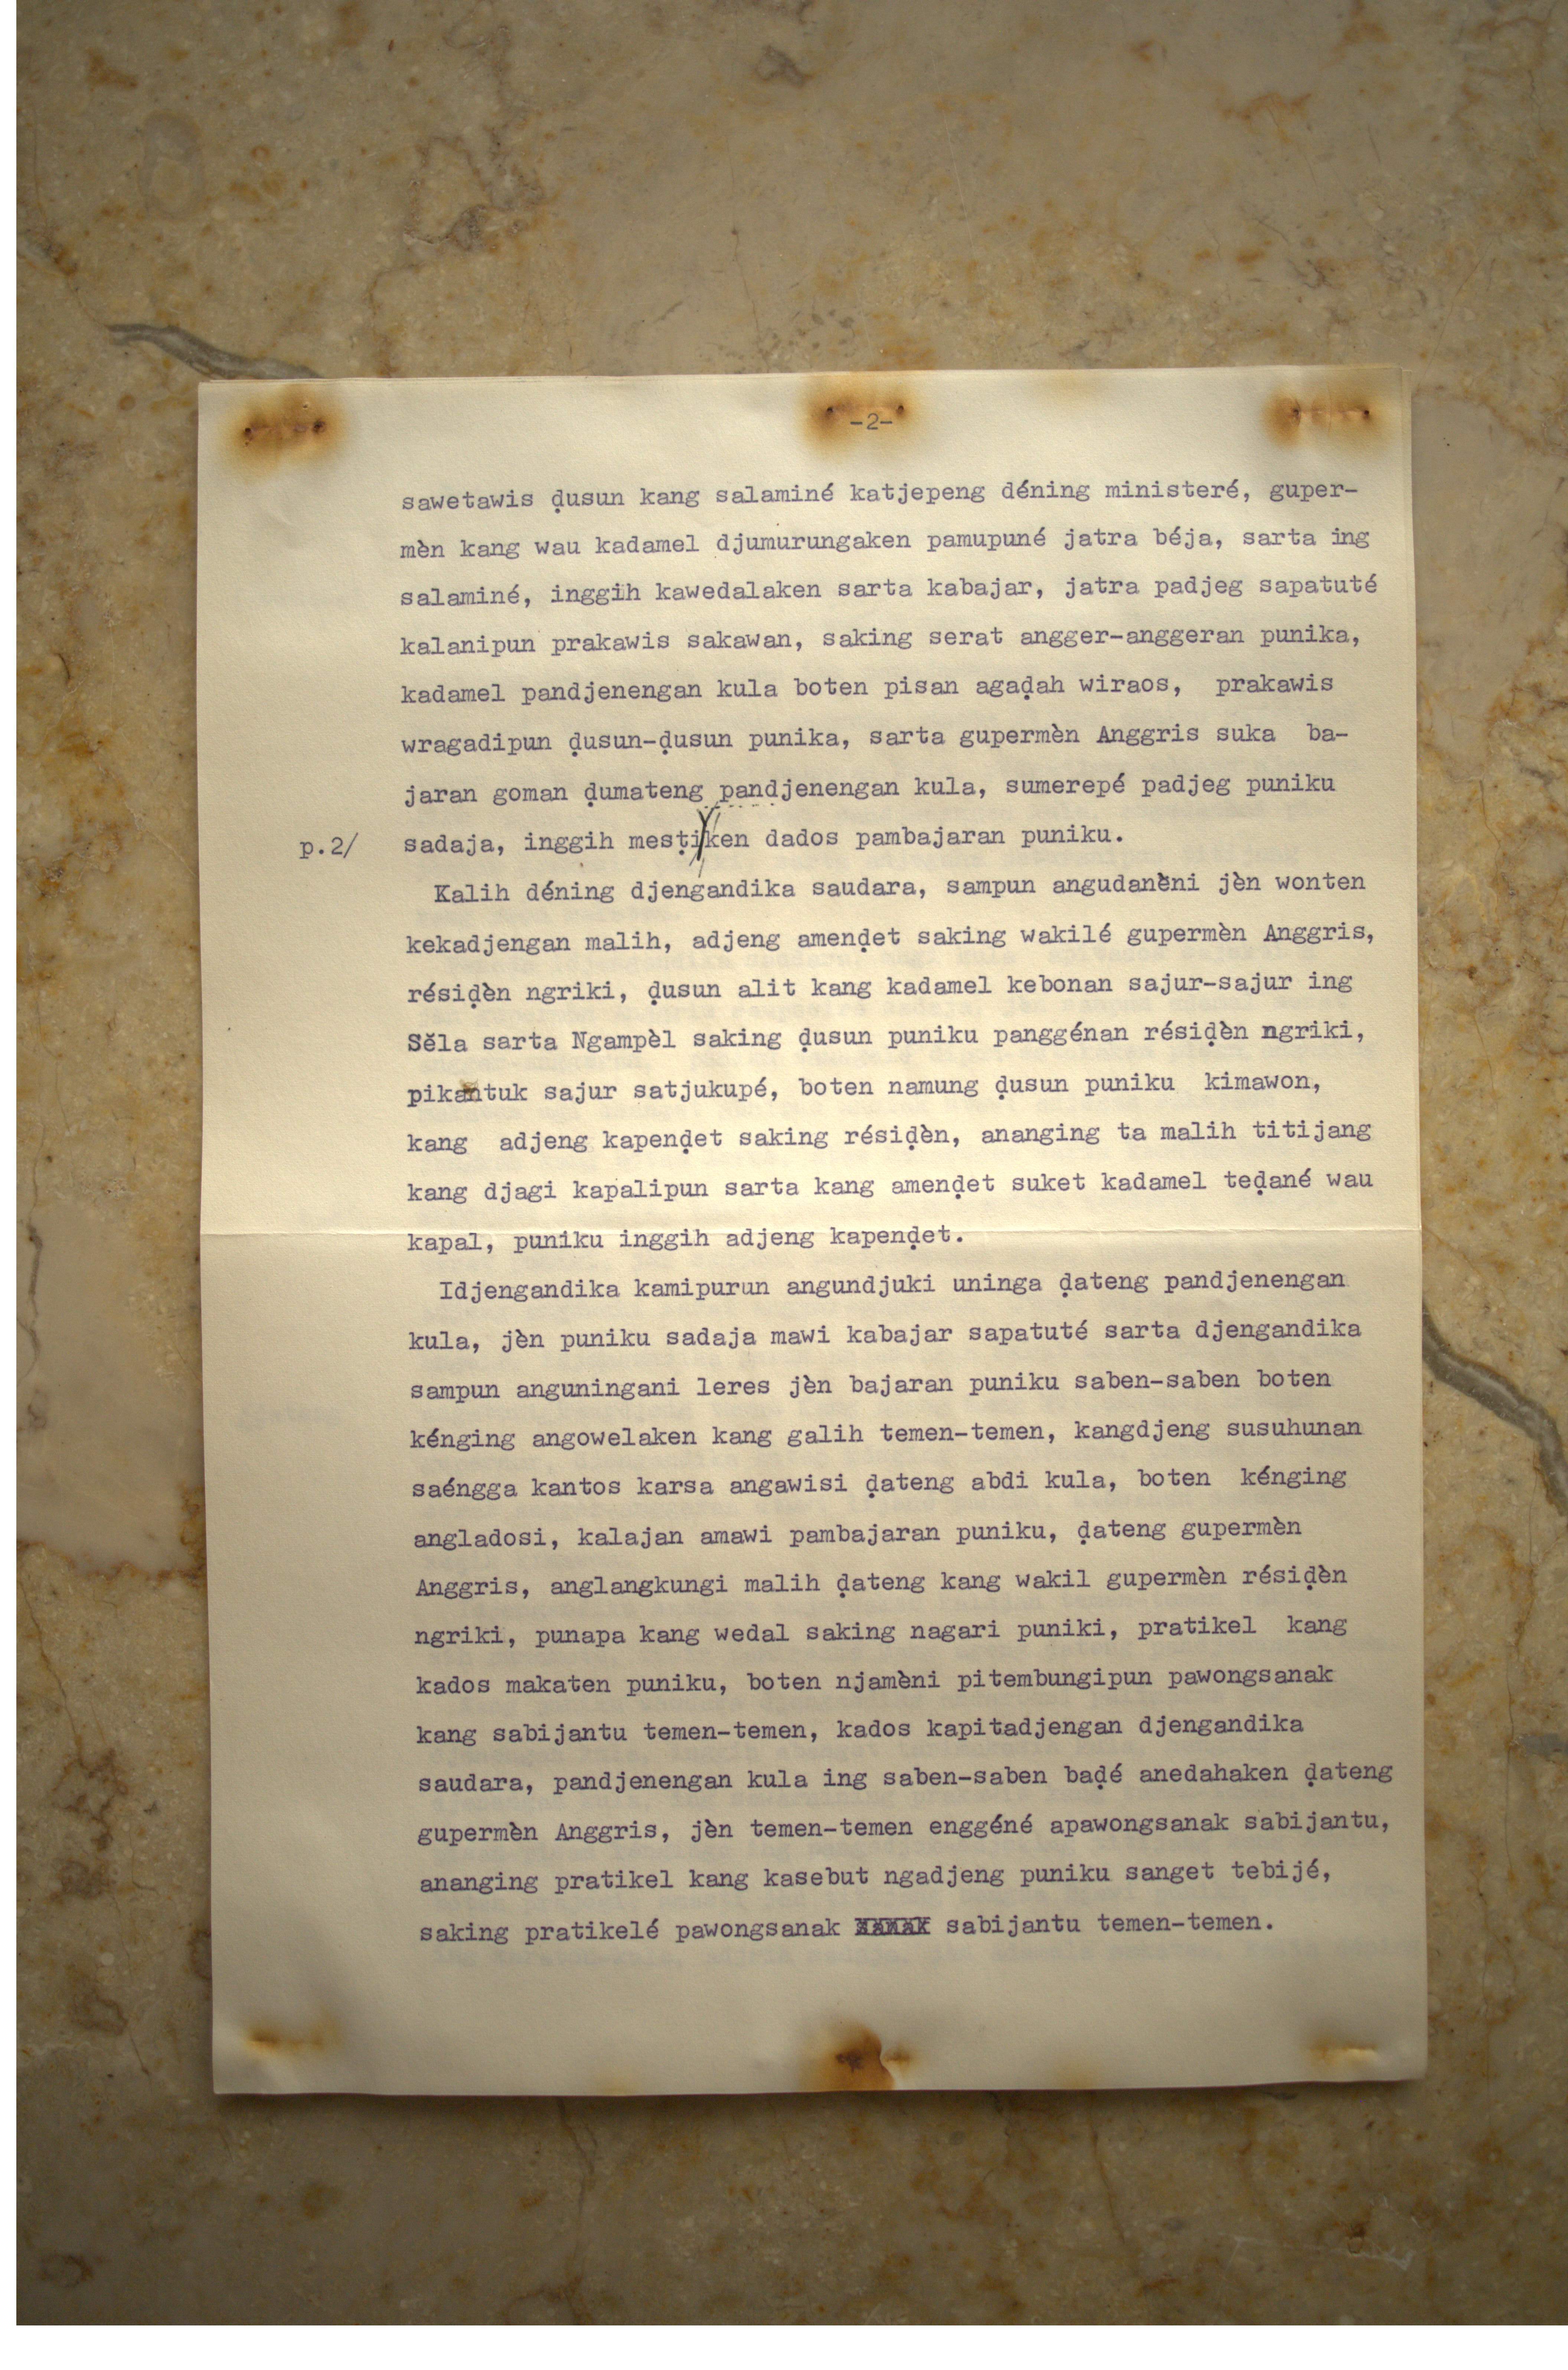 -2-
sawetawis ḍusun kang salaminé katjepeng déning ministeré, guper-
mèn kang wau kadamel djumurungaken pamupuné jatra béja, sarta ing
salaminé, inggih kawedalaken sarta kabajar, jatra padjeg sapatuté
kalanipun prakawis sakawan, saking serat angger-anggeran punika,
kadamel pandjenengan kula boten pisan agaḍah wiraos, prakawis
wragadipun ḍusun-ḍusun punika, sarta gupermèn Anggris suka ba-
jaran goman ḍumateng pandjenengan kula, sumerepé padjeg puniku
p.2/ sadaja, inggih mesṭi/ken dados pambajaran puniku.
Kalih déning djengandika saudara, sampun angudanèni jèn wonten
kekadjengan malih, adjeng amenḍet saking wakilé gupermèn Anggris,
résiḍèn ngriki, ḍusun alit kang kadamel kebonan sajur-sajur ing
Sĕla sarta Ngampèl saking ḍusun puniku panggénan résiḍèn ngriki,
pikantuk sajur satjukupé, boten namung ḍusun puniku kimawon,
kang adjeng kapenḍet saking résiḍèn, ananging ta malih titijang
kang djagi kapalipun sarta kang amenḍet suket kadamel teḍané wau
kapal, puniku inggih adjeng kapenḍet.
Idjengandika kamipurun angundjuki uninga ḍateng pandjenengan
kula, jèn puniku sadaja mawi kabajar sapatuté sarta djengandika
sampun anguningani leres jèn bajaran puniku saben-saben boten
kénging angowelaken kang galih temen-temen, kangdjeng susuhunan
saéngga kantos karsa angawisi ḍateng abdi kula, boten kénging
angladosi, kalajan amawi pambajaran puniku, ḍateng gupermèn
Anggris, anglangkungi malih ḍateng kang wakil gupermèn résiḍèn
ngriki, punapa kang wedal saking nagari puniki, pratikel kang
kados makaten puniku, boten njamèni pitembungipun pawongsanak
kang sabijantu temen-temen, kados kapitadjengan djengandika
saudara, pandjenengan kula ing saben-saben baḍé anedahaken ḍateng
gupermèn Anggris, jèn temen-temen enggéné apawongsanak sabijantu,
ananging pratikel kang kasebut ngadjeng puniku sanget tebijé,
saking pratikelé pawongsanak sabijantu temen-temen.